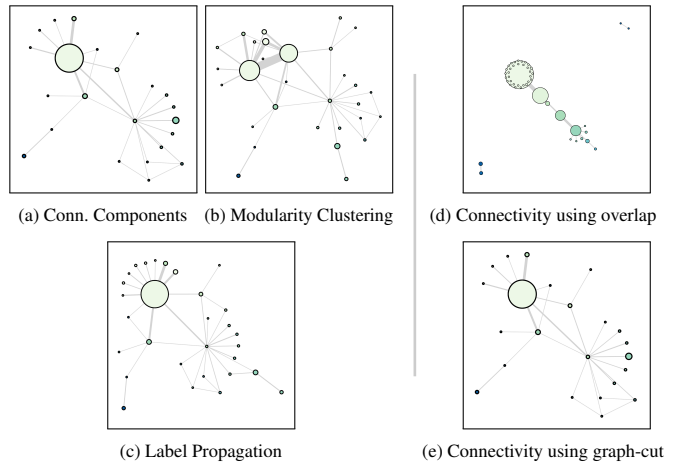 (a) Conn. Components
(b) Modularity Clustering
(d) Connectivity using overlap
(c) Label Propagation
(e) Connectivity using graph-cut